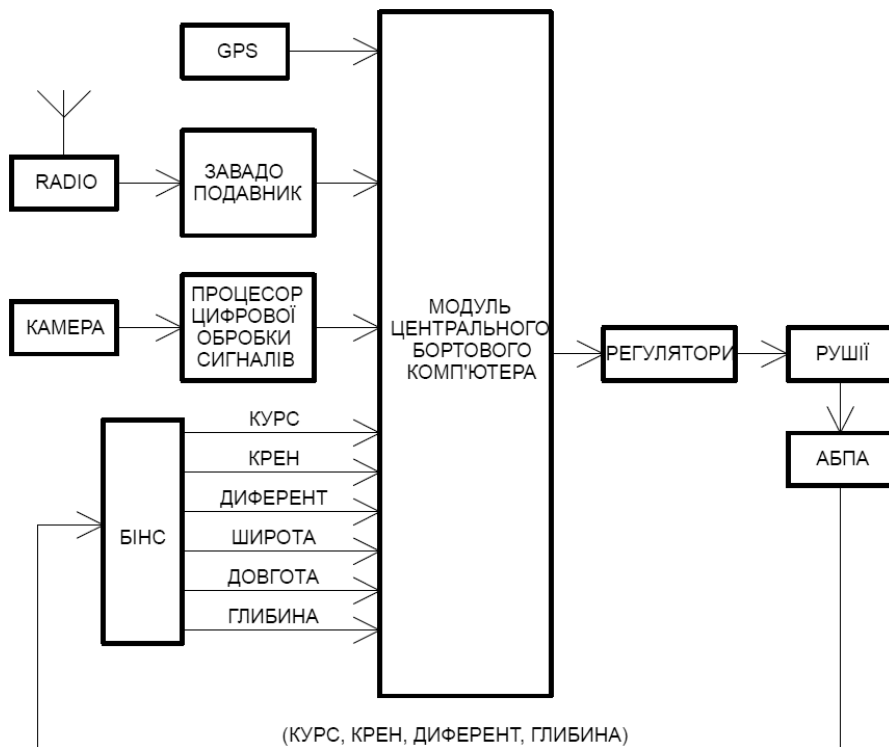 GPS
RADIO
ЗАВАДО
ПОДАВНИК
КАМЕРА
ПРОЦЕСОР
ЦИФРОВОЇ
ОБРОБКИ
СИГНАЛІВ
МОДУЛЬ
ЦЕНТРАЛЬНОГО
БОРТОВОГО
КОМП'ЮТЕРА
РЕГУЛЯТОРИ
РУШІЇ
АБПА
БІНС
КУРС
КРЕН
ДИФЕРЕНТ
ШИРОТА
ДОВГОТА
ГЛИБИНА
(КУРС, КРЕН, ДИФЕРЕНТ, ГЛИБИНА)